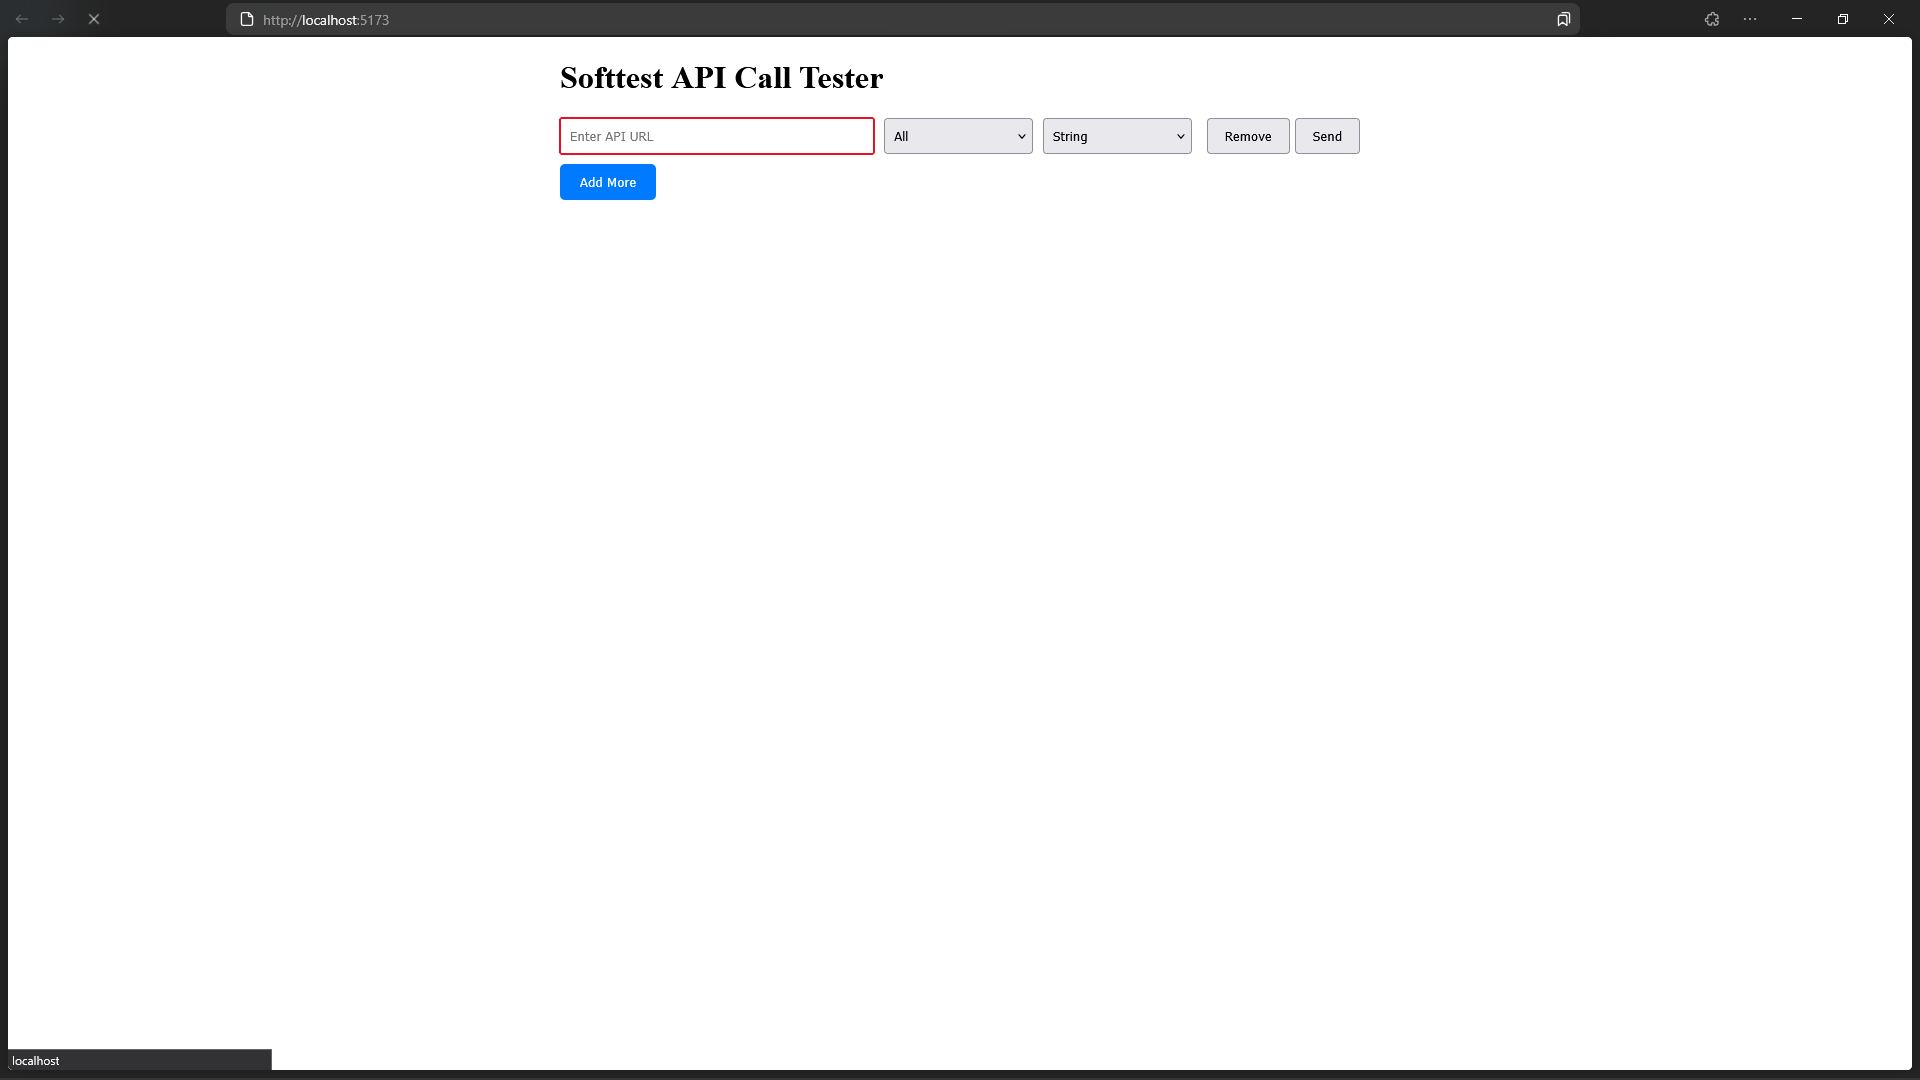 http://localhost:5173
Softtest API Call Tester
Enter API URL
All
String
Remove
Send
Add More
localhost